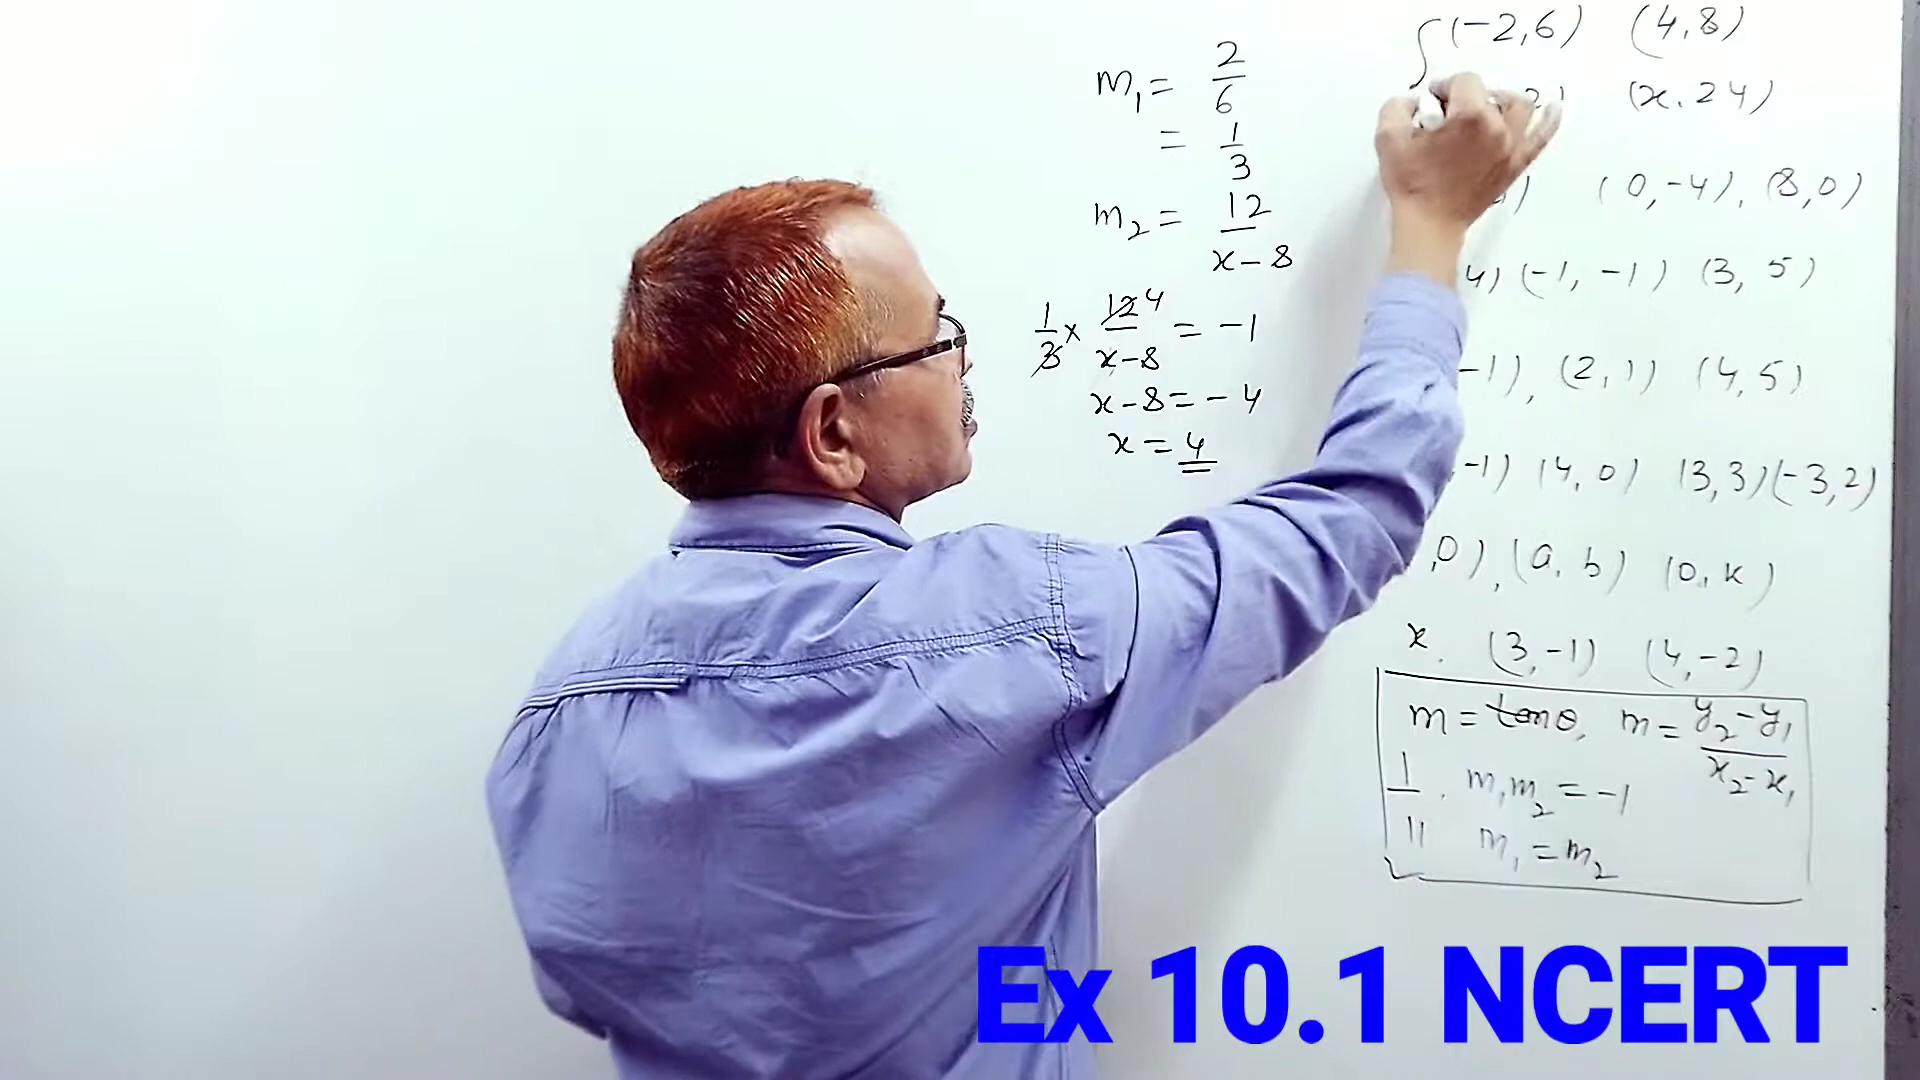 m₁ = 2/6
= 1/3
m₂ = 12/(x-8)
1/3 × 12/(x-8) = -1
4
x-8 = -4
x = 4
(-2,6) (4,8)
(x.24)
(0,-4), (8,0)
4) (-1, -1) (3, 5)
-1), (2,1) (4,5)
-1) (4,0) (3,3) (-3,2)
,0), (a, b) (0, k)
x. (3,-1) (4,-2)
m = tanθ, m = (y₂-y₁)/(x₂-x₁)
⊥. m₁m₂ = -1
|| m₁ = m₂
Ex 10.1 NCERT